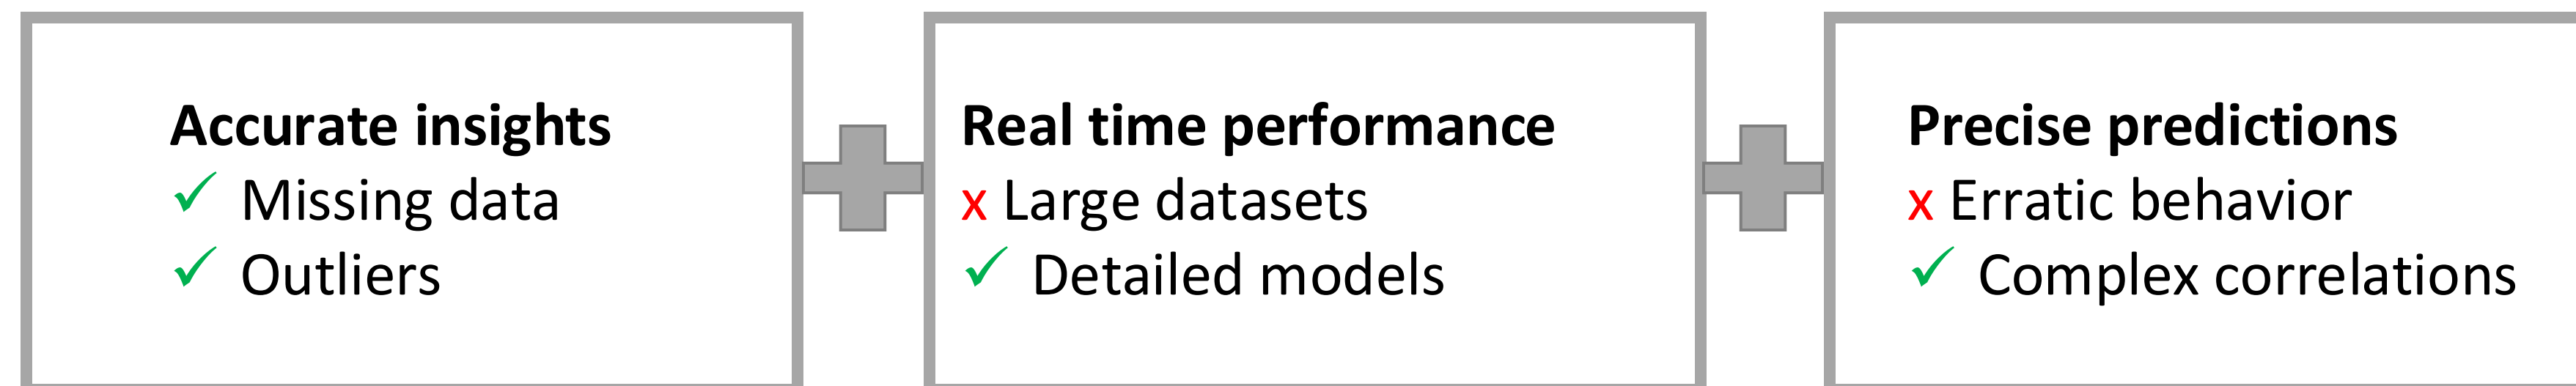 Accurate insights
✓ Missing data
✓ Outliers
Real time performance
x Large datasets
✓ Detailed models
Precise predictions
x Erratic behavior
✓ Complex correlations